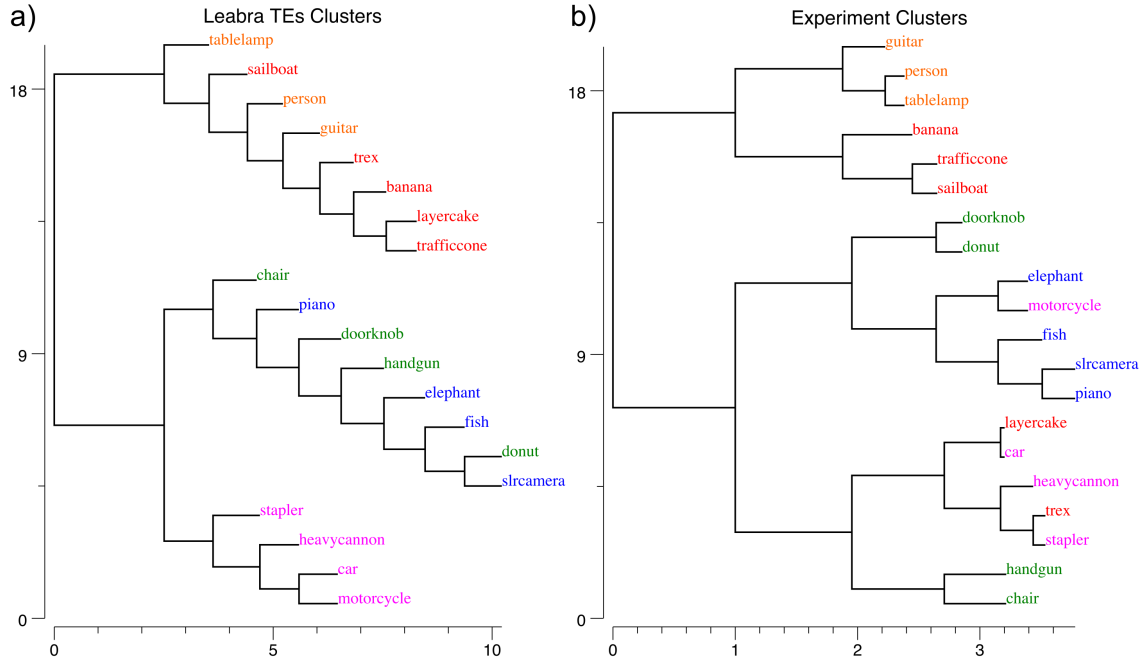 a) Leabra TEs Clusters
tablelamp
sailboat
person
guitar
trex
banana
layercake
trafficcone
chair
piano
doorknob
handgun
elephant
fish
donut
slrcamera
stapler
heavycannon
car
motorcycle
18
9
0
0 5 10
b) Experiment Clusters
guitar
person
tablelamp
banana
trafficcone
sailboat
doorknob
donut
elephant
motorcycle
fish
slrcamera
piano
layercake
car
heavycannon
trex
stapler
handgun
chair
18
9
0
0 1 2 3